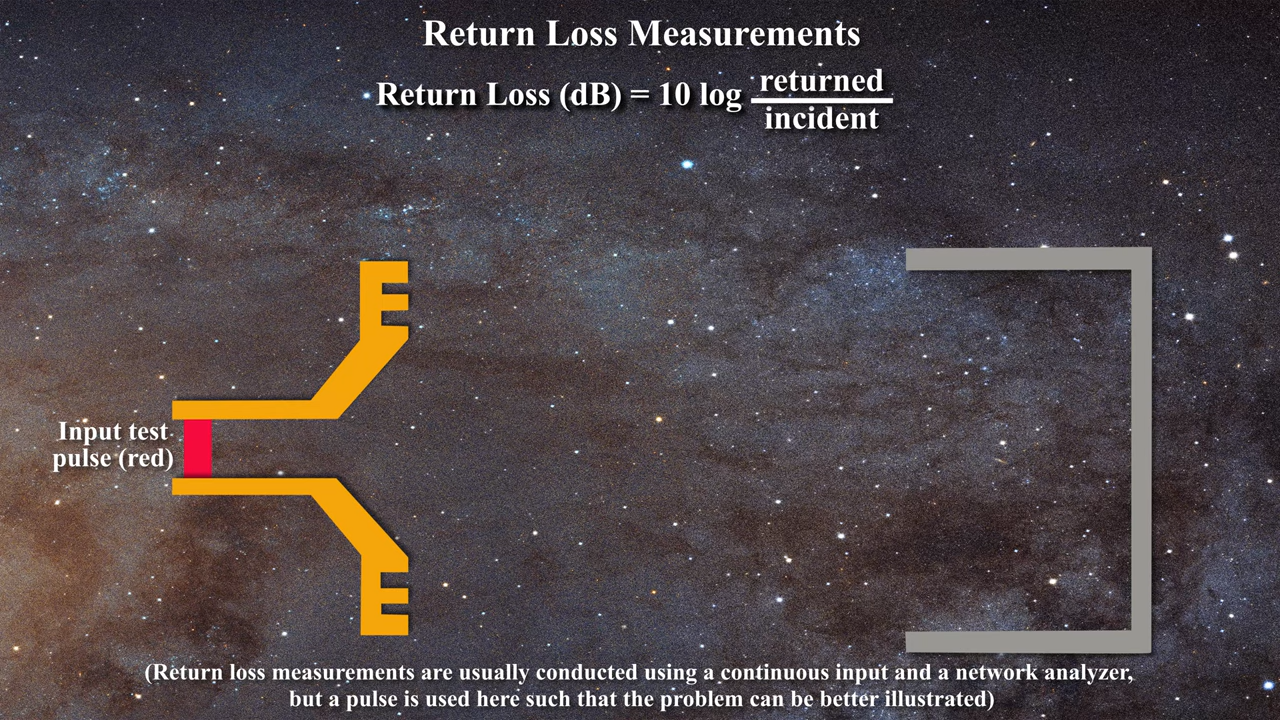 Return Loss Measurements
Return Loss (dB) = 10 log returned
incident
Input test
pulse (red)
(Return loss measurements are usually conducted using a continuous input and a network analyzer,
but a pulse is used here such that the problem can be better illustrated)